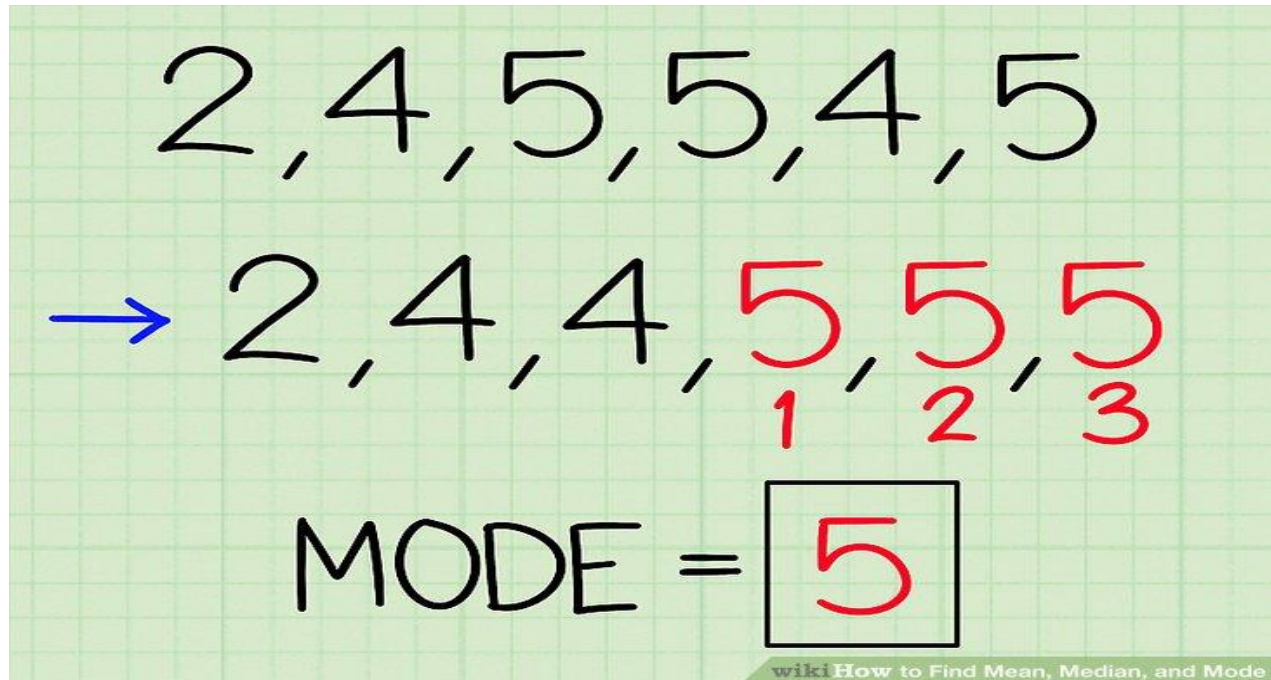 2, 4, 5, 5, 4, 5
→ 2, 4, 4, 5, 5, 5
1 2 3
MODE = 5
wikiHow to Find Mean, Median, and Mode